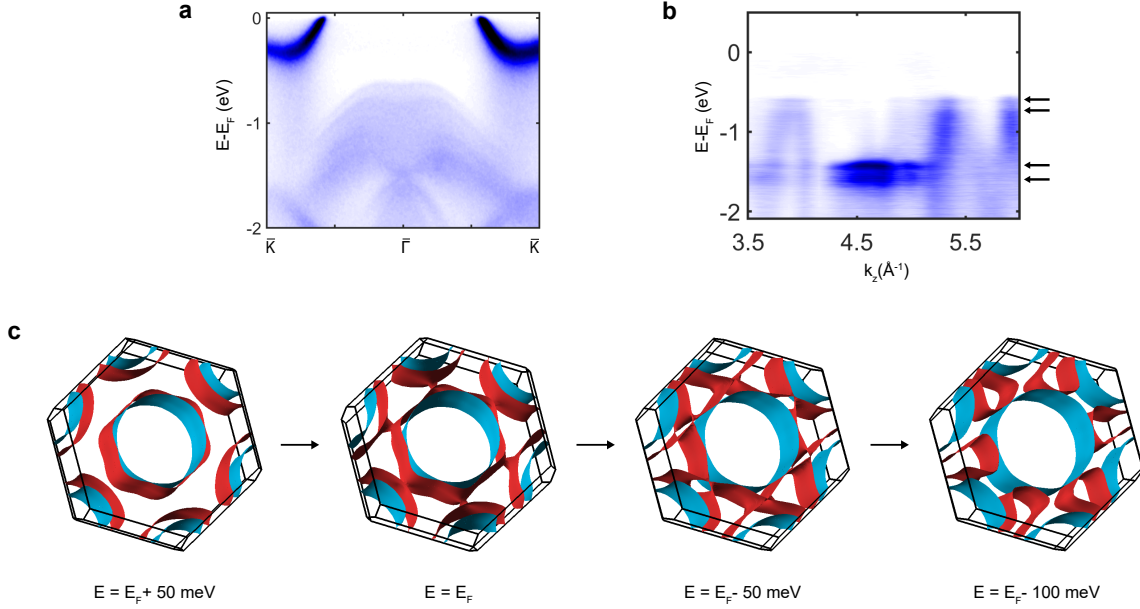 a
0
-1
-2
E-E_F (eV)
K̅
Γ̅
K̅
b
0
-1
-2
E-E_F (eV)
3.5
4.5
5.5
k_z(Å⁻¹)
c
E = E_F + 50 meV
E = E_F
E = E_F - 50 meV
E = E_F - 100 meV